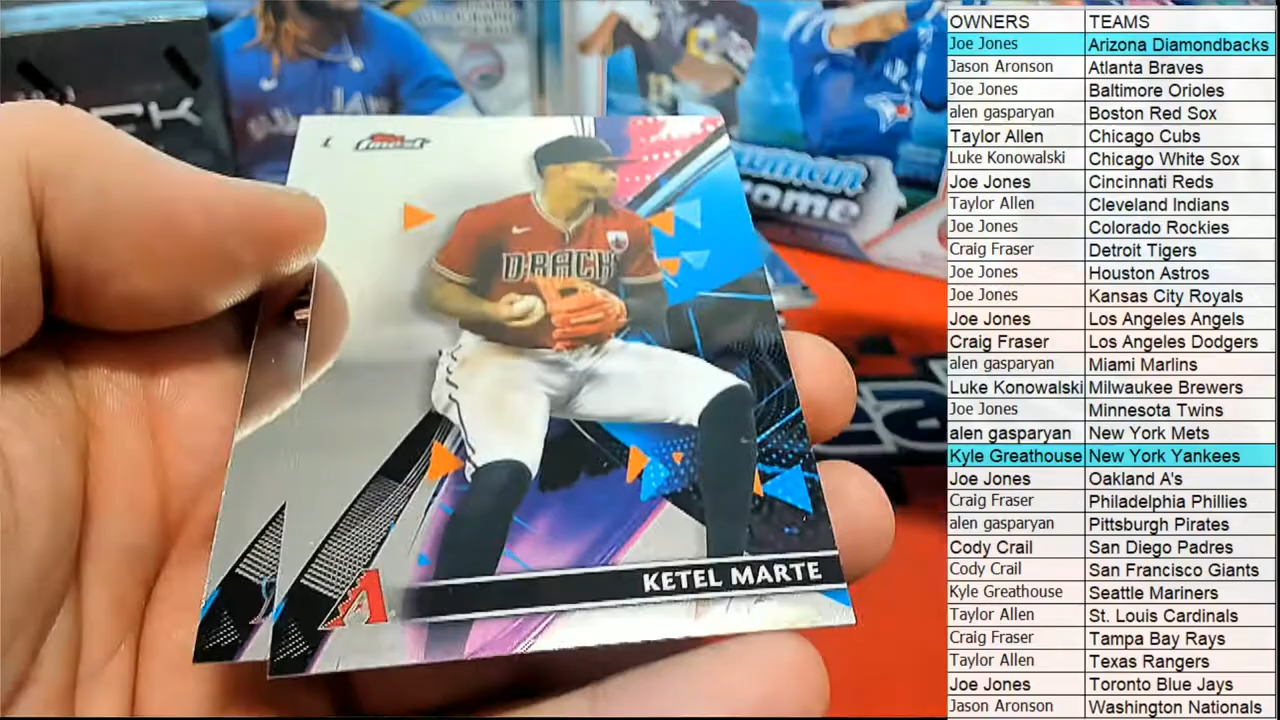 Finest
D-BACKS
KETEL MARTE
A
OWNERS TEAMS
Joe Jones Arizona Diamondbacks
Jason Aronson Atlanta Braves
Joe Jones Baltimore Orioles
alen gasparyan Boston Red Sox
Taylor Allen Chicago Cubs
Luke Konowalski Chicago White Sox
Joe Jones Cincinnati Reds
Taylor Allen Cleveland Indians
Joe Jones Colorado Rockies
Craig Fraser Detroit Tigers
Joe Jones Houston Astros
Joe Jones Kansas City Royals
Joe Jones Los Angeles Angels
Craig Fraser Los Angeles Dodgers
alen gasparyan Miami Marlins
Luke Konowalski Milwaukee Brewers
Joe Jones Minnesota Twins
alen gasparyan New York Mets
Kyle Greathouse New York Yankees
Joe Jones Oakland A's
Craig Fraser Philadelphia Phillies
alen gasparyan Pittsburgh Pirates
Cody Crail San Diego Padres
Cody Crail San Francisco Giants
Kyle Greathouse Seattle Mariners
Taylor Allen St. Louis Cardinals
Craig Fraser Tampa Bay Rays
Taylor Allen Texas Rangers
Joe Jones Toronto Blue Jays
Jason Aronson Washington Nationals